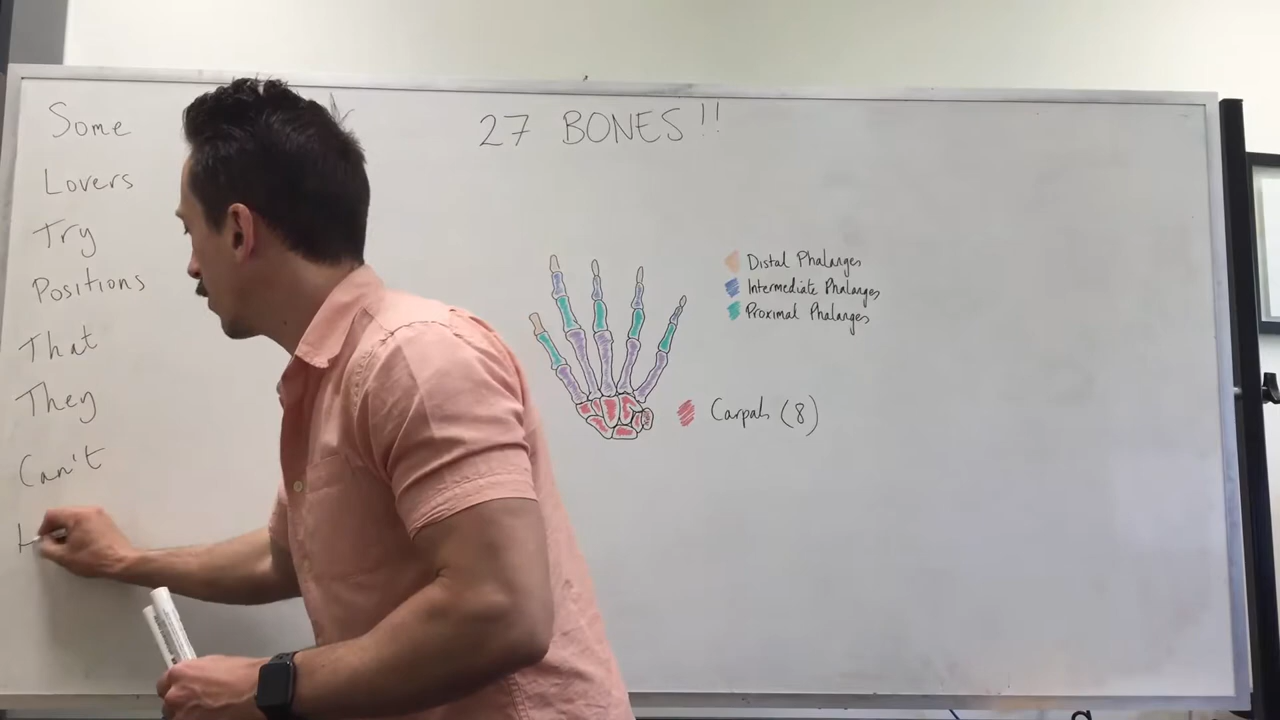 Some
Lovers
Try
Positions
That
They
Can't
27 BONES!!
Distal Phalanges
Intermediate Phalanges
Proximal Phalanges
Carpals (8)